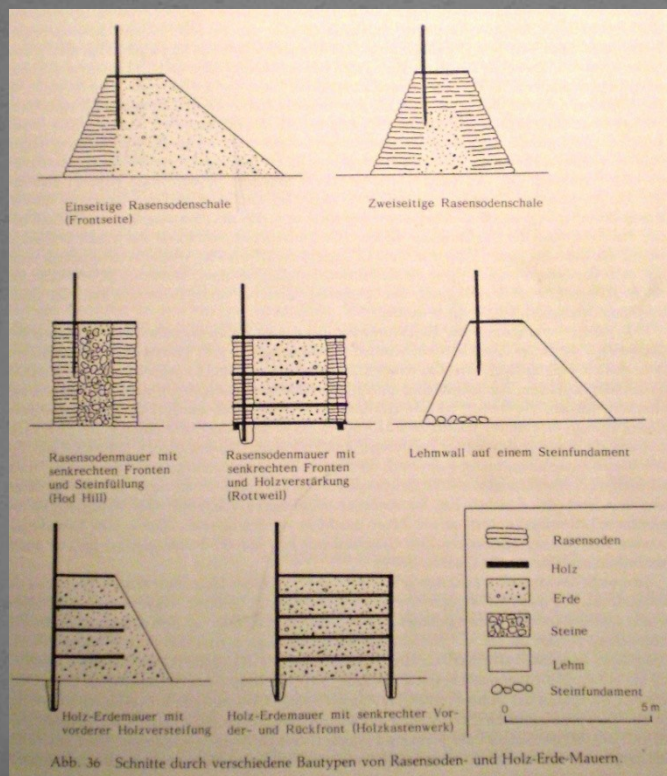 Einseitige Rasensodenschale
(Frontseite)
Zweiseitige Rasensodenschale
Rasensodenmauer mit
senkrechten Fronten
und Steinfüllung
(Hod Hill)
Rasensodenmauer mit
senkrechten Fronten
und Holzverstärkung
(Rottweil)
Lehmwall auf einem Steinfundament
Holz-Erdemauer mit
vorderer Holzversteifung
Holz-Erdemauer mit senkrechter Vor-
der- und Rückfront (Holzkastenwerk)
Rasensoden
Holz
Erde
Steine
Lehm
Steinfundament
0 5 m
Abb. 36 Schnitte durch verschiedene Bautypen von Rasensoden- und Holz-Erde-Mauern.